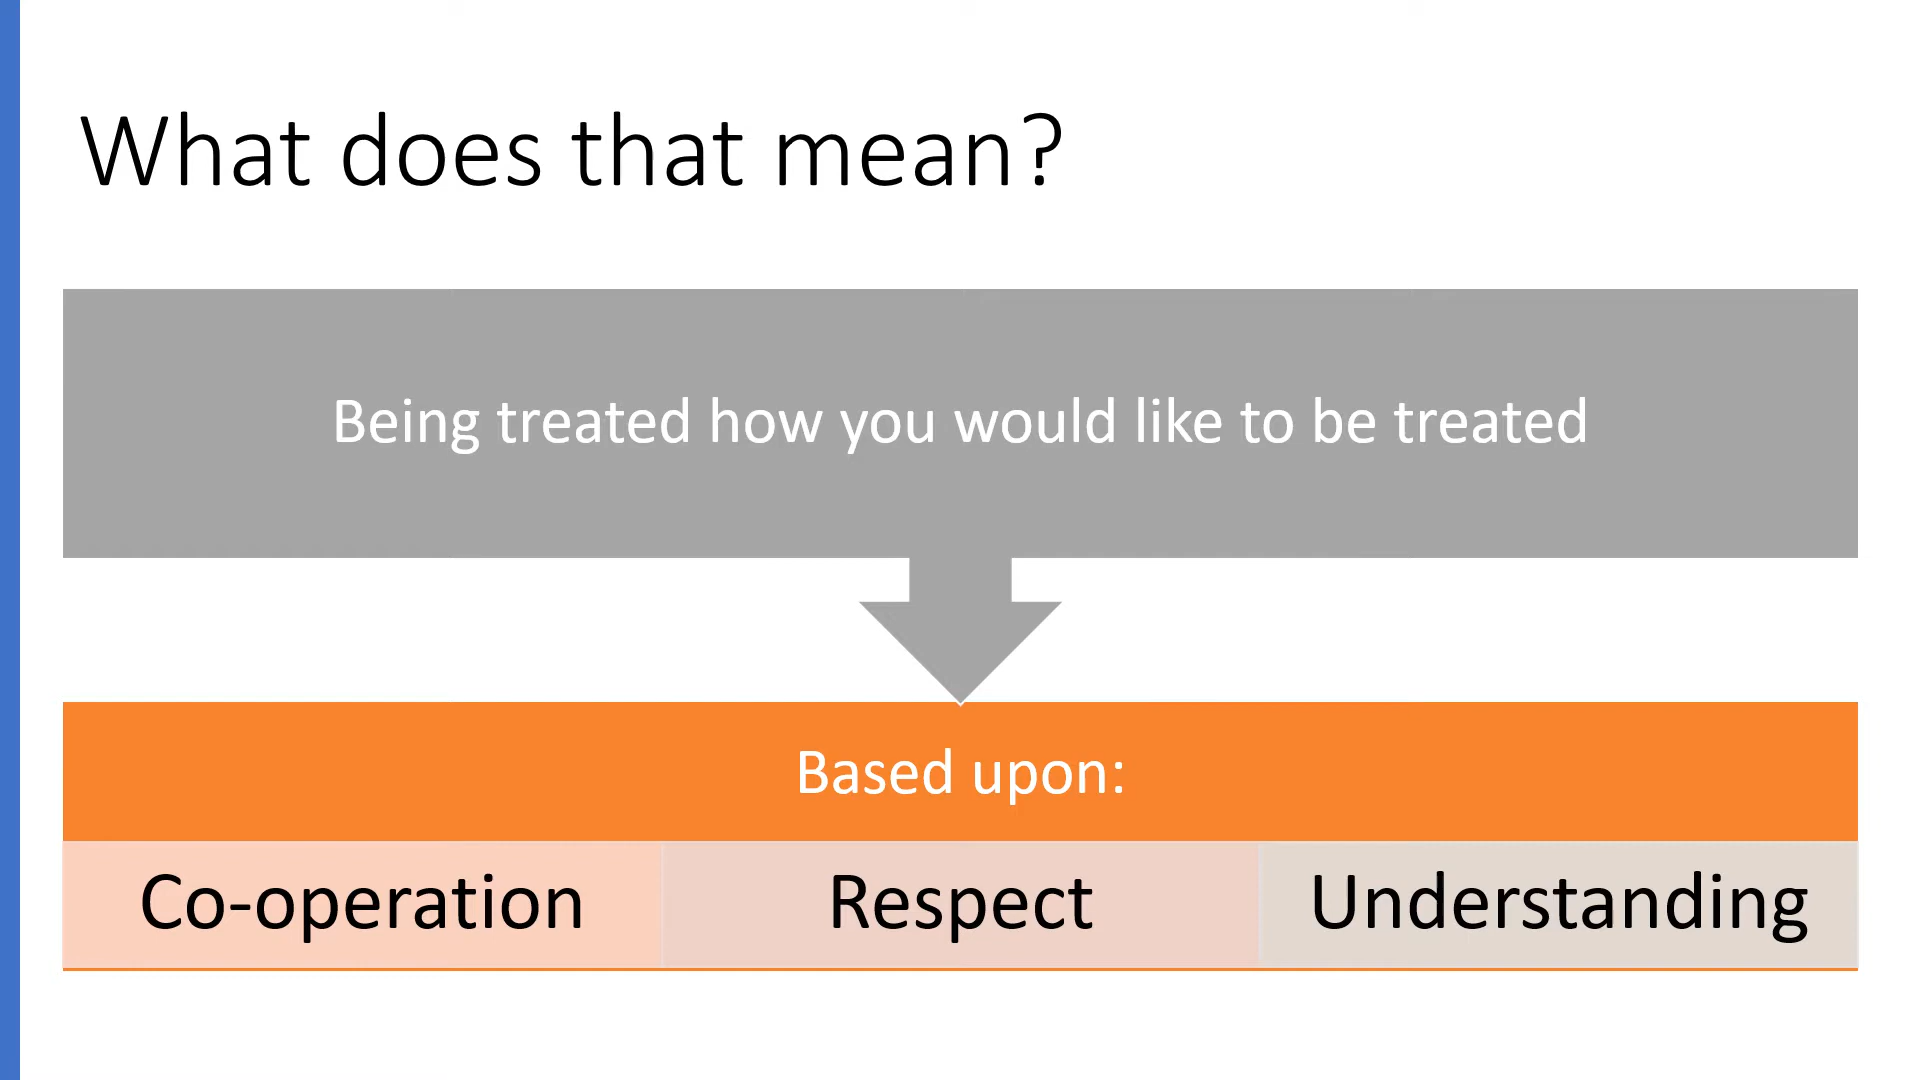 What does that mean?
Being treated how you would like to be treated
Based upon:
Co-operation
Respect
Understanding